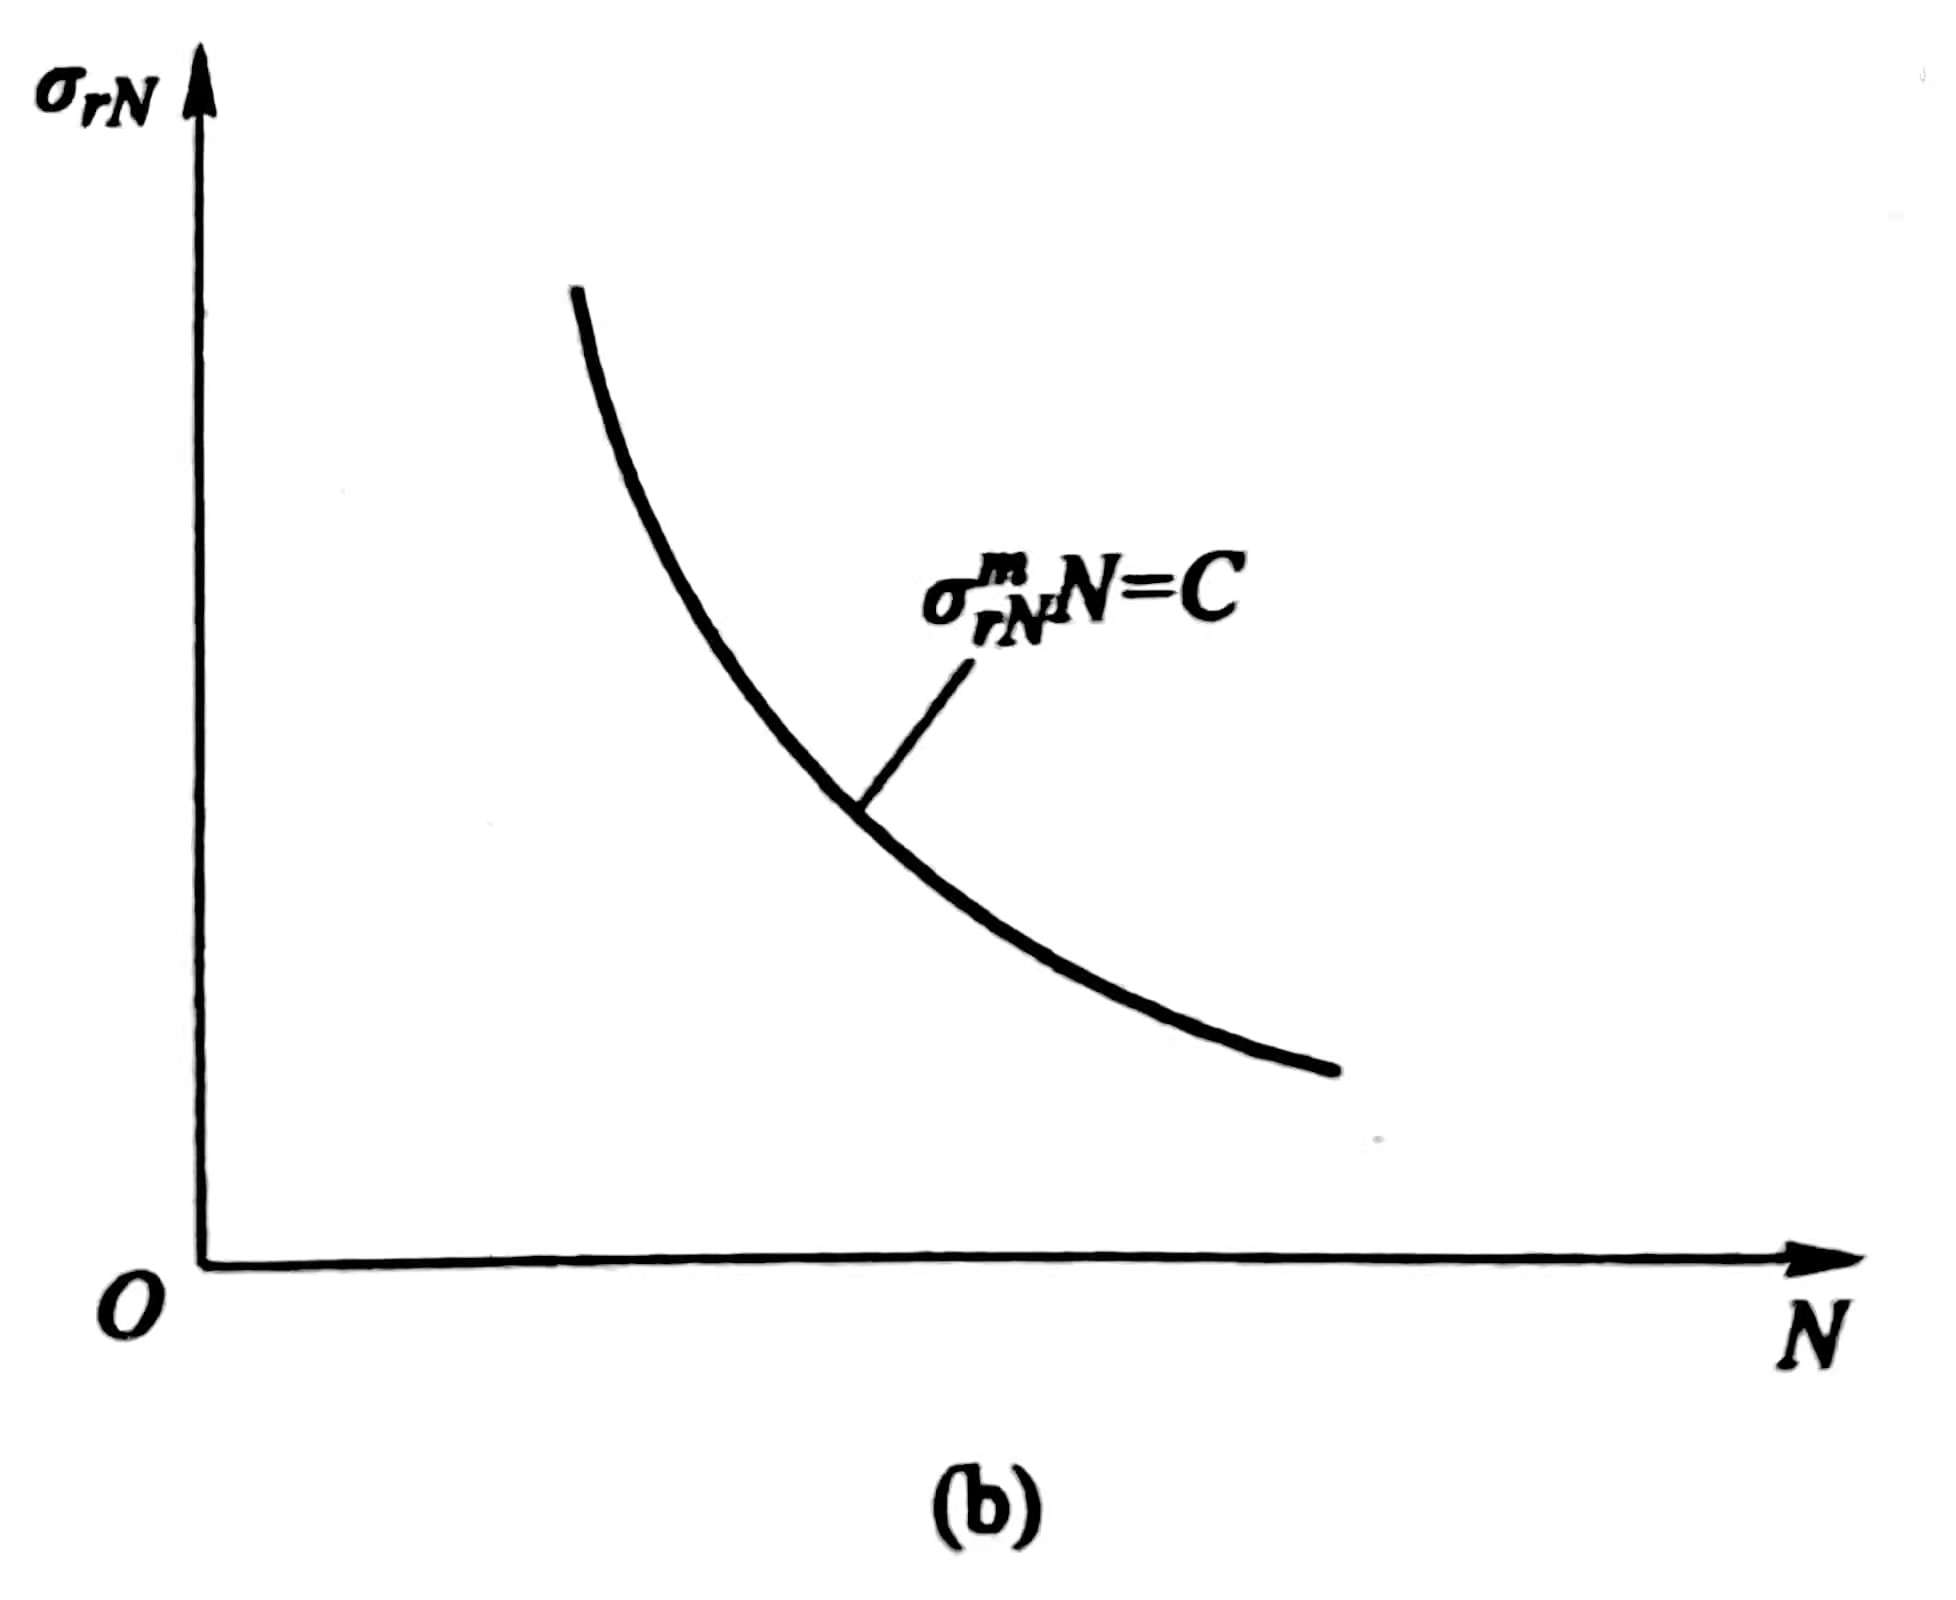 σrN
σ^m_rN N=C
O
N
(b)